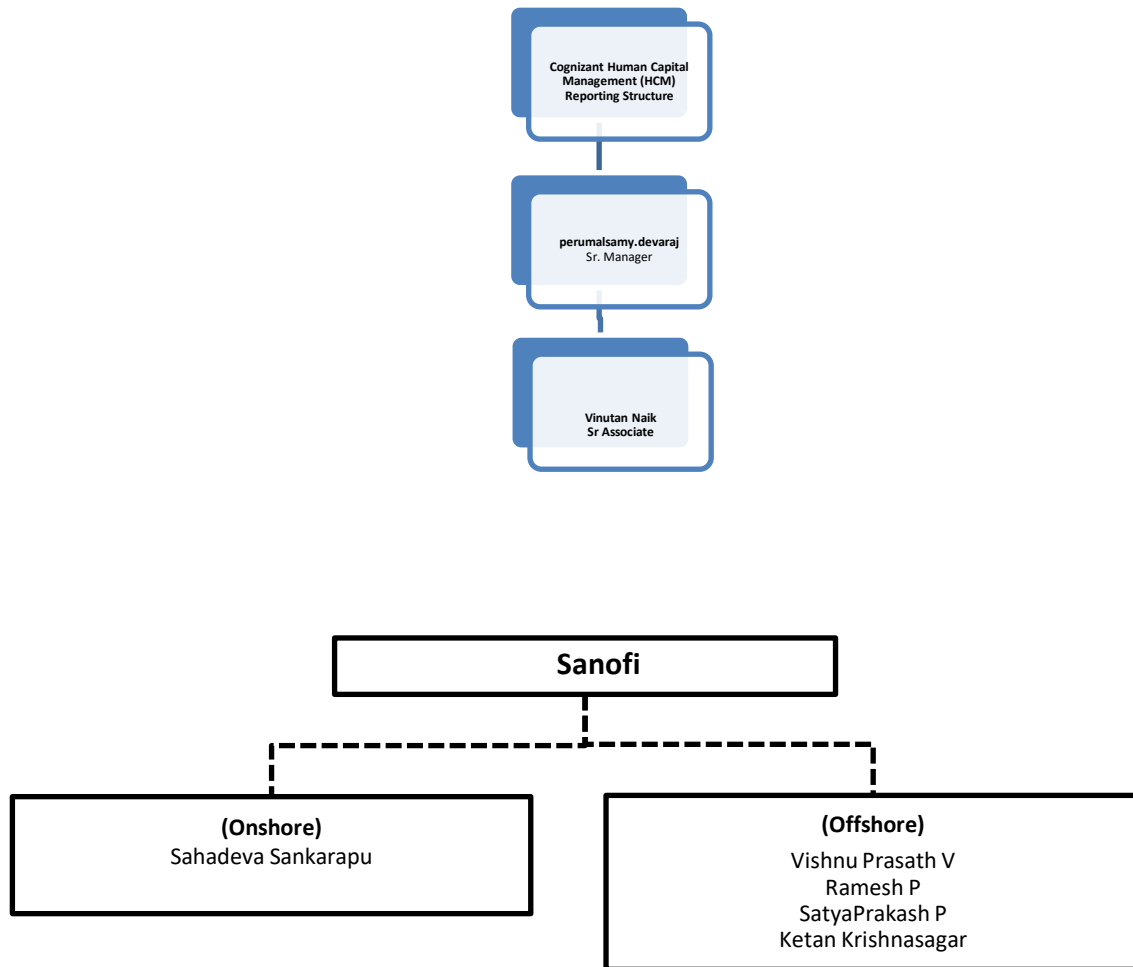 Cognizant Human Capital
Management (HCM)
Reporting Structure
perumalsamy.devaraj
Sr. Manager
Vinutan Naik
Sr Associate
Sanofi
(Onshore)
Sahadeva Sankarapu
(Offshore)
Vishnu Prasath V
Ramesh P
SatyaPrakash P
Ketan Krishnasagar